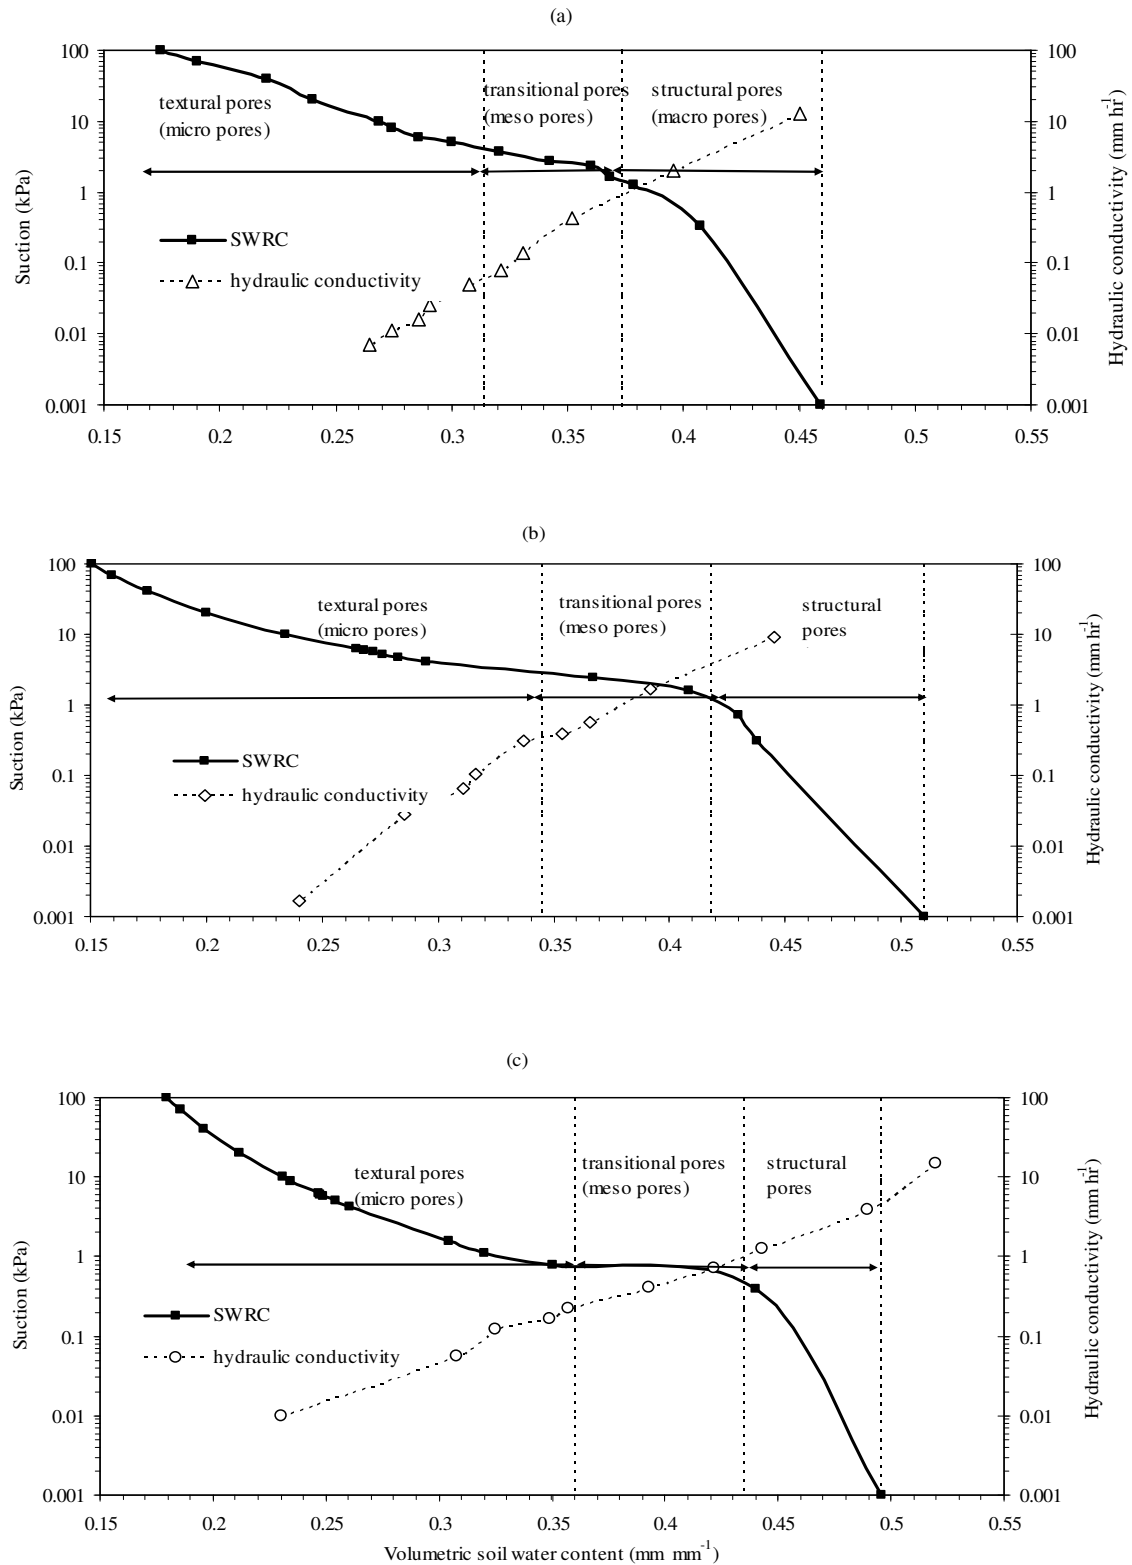 (a)
100
10
1
0.1
0.01
0.001
Suction (kPa)
textural pores
(micro pores)
transitional pores
(meso pores)
structural pores
(macro pores)
SWRC
hydraulic conductivity
100
10
1
0.1
0.01
0.001
Hydraulic conductivity (mm hr-1)
0.15 0.2 0.25 0.3 0.35 0.4 0.45 0.5 0.55
(b)
100
10
1
0.1
0.01
0.001
Suction (kPa)
textural pores
(micro pores)
transitional pores
(meso pores)
structural
pores
SWRC
hydraulic conductivity
100
10
1
0.1
0.01
0.001
Hydraulic conductivity (mm hr-1)
0.15 0.2 0.25 0.3 0.35 0.4 0.45 0.5 0.55
(c)
100
10
1
0.1
0.01
0.001
Suction (kPa)
textural pores
(micro pores)
transitional pores
(meso pores)
structural
pores
SWRC
hydraulic conductivity
100
10
1
0.1
0.01
0.001
Hydraulic conductivity (mm hr-1)
0.15 0.2 0.25 0.3 0.35 0.4 0.45 0.5 0.55
Volumetric soil water content (mm mm⁻¹)